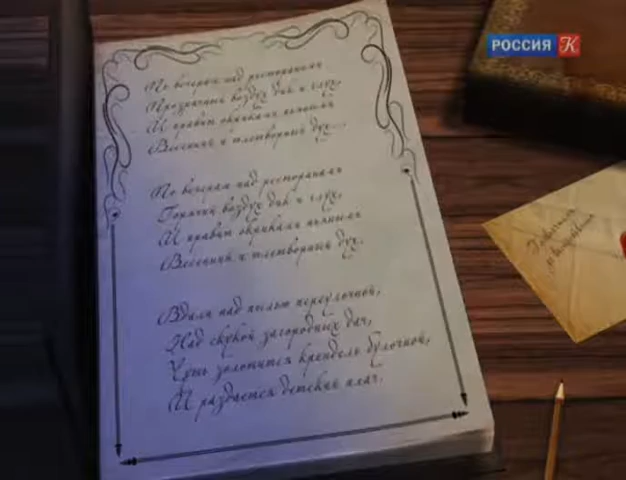 РОССИЯ К
По вечерам над ресторанами
Прозрачный воздух дик и глух,
И правит окриками пьяными
Весенний и тлетворный дух...
По вечерам над ресторанами
Горячий воздух дик и глух,
И правит окриками пьяными
Весенний и тлетворный дух.
Вдали над пылью переулочной,
Над скукой загородных дач,
Чуть золотится крендель булочной,
И раздаётся детский плач.